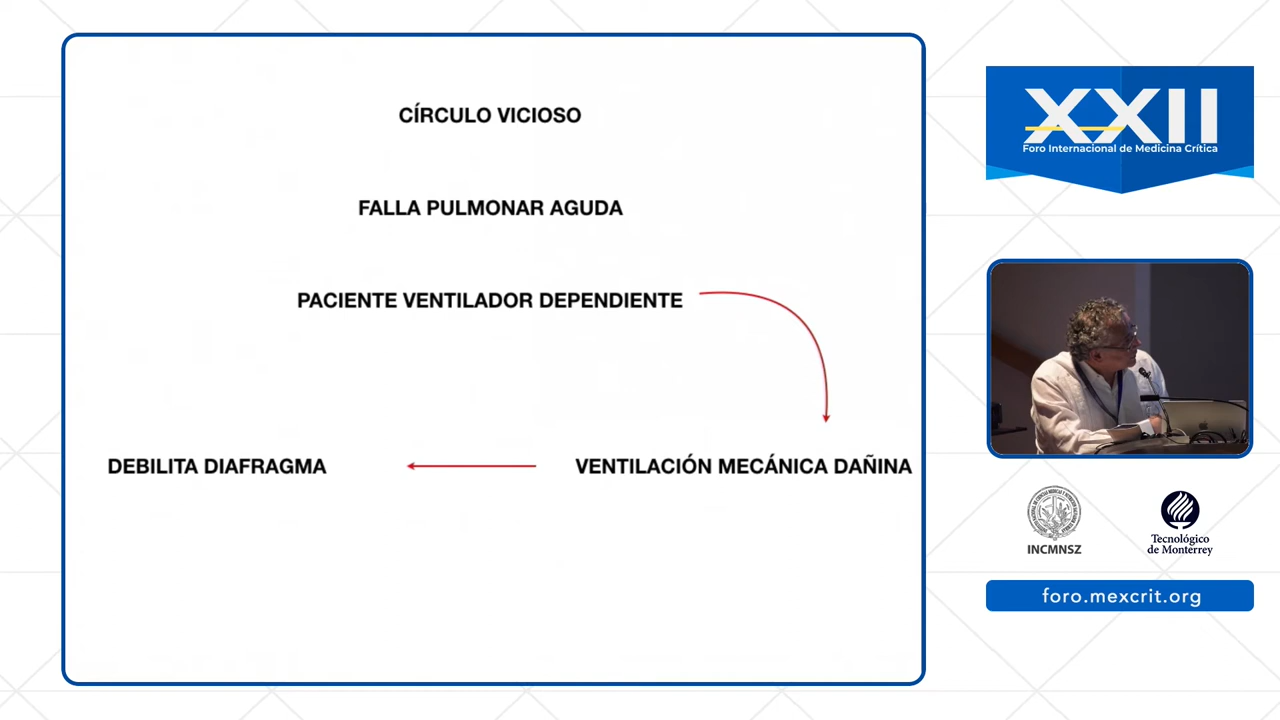 CÍRCULO VICIOSO
FALLA PULMONAR AGUDA
PACIENTE VENTILADOR DEPENDIENTE
DEBILITA DIAFRAGMA
VENTILACIÓN MECÁNICA DAÑINA
XXII
Foro Internacional de Medicina Crítica
INCMNSZ
Tecnológico
de Monterrey
foro.mexcrit.org